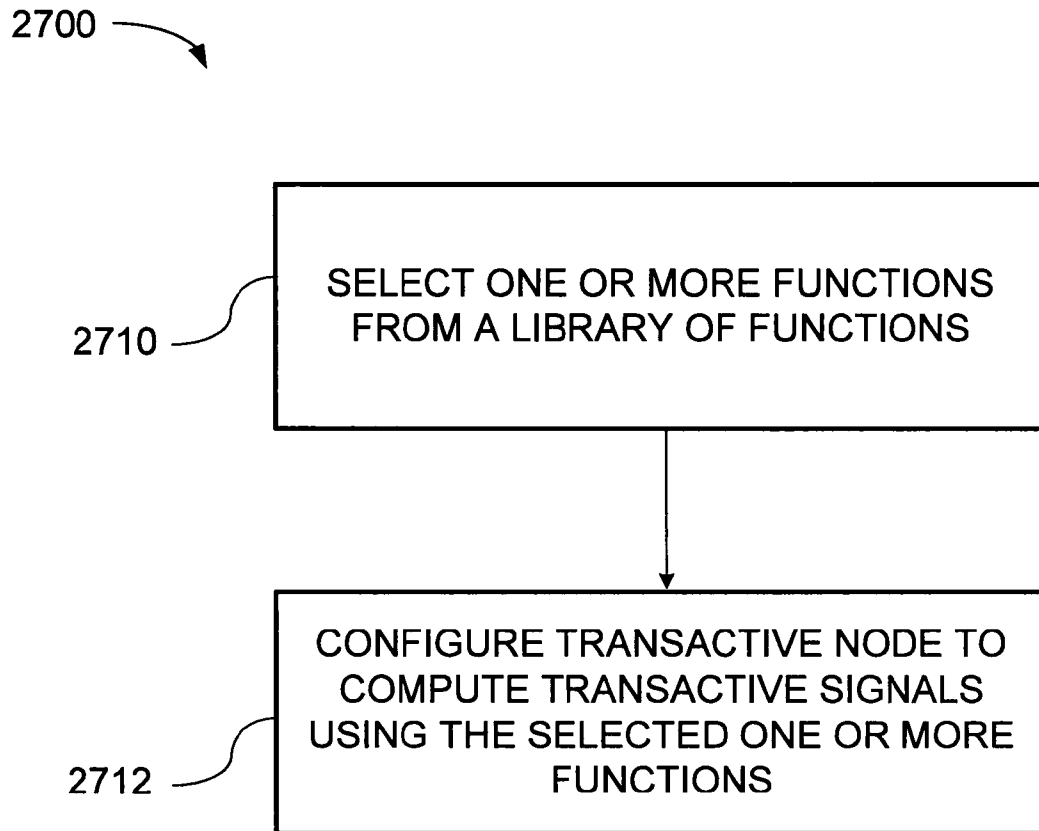 2700
SELECT ONE OR MORE FUNCTIONS
FROM A LIBRARY OF FUNCTIONS
2710
CONFIGURE TRANSACTIVE NODE TO
COMPUTE TRANSACTIVE SIGNALS
USING THE SELECTED ONE OR MORE
FUNCTIONS
2712